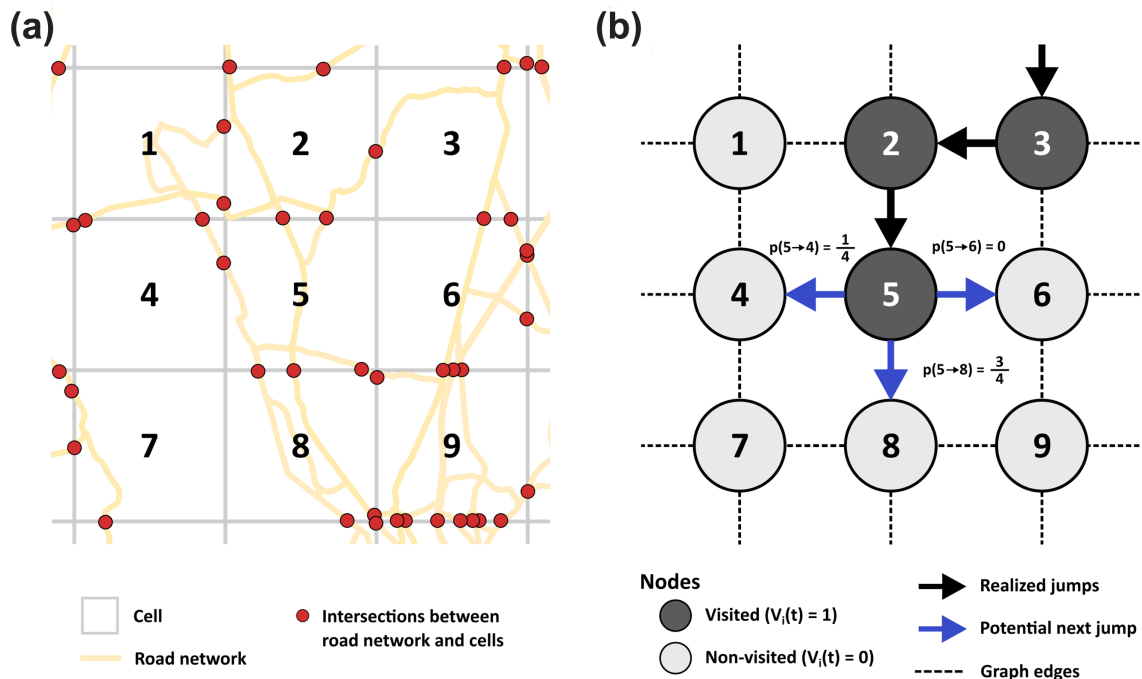 (a)
1 2 3
4 5 6
7 8 9
Cell
Road network
Intersections between
road network and cells
(b)
1 2 3
p(5→4) = 1/4
p(5→6) = 0
4 5 6
p(5→8) = 3/4
7 8 9
Nodes
Visited (Vᵢ(t) = 1)
Non-visited (Vᵢ(t) = 0)
Realized jumps
Potential next jump
Graph edges